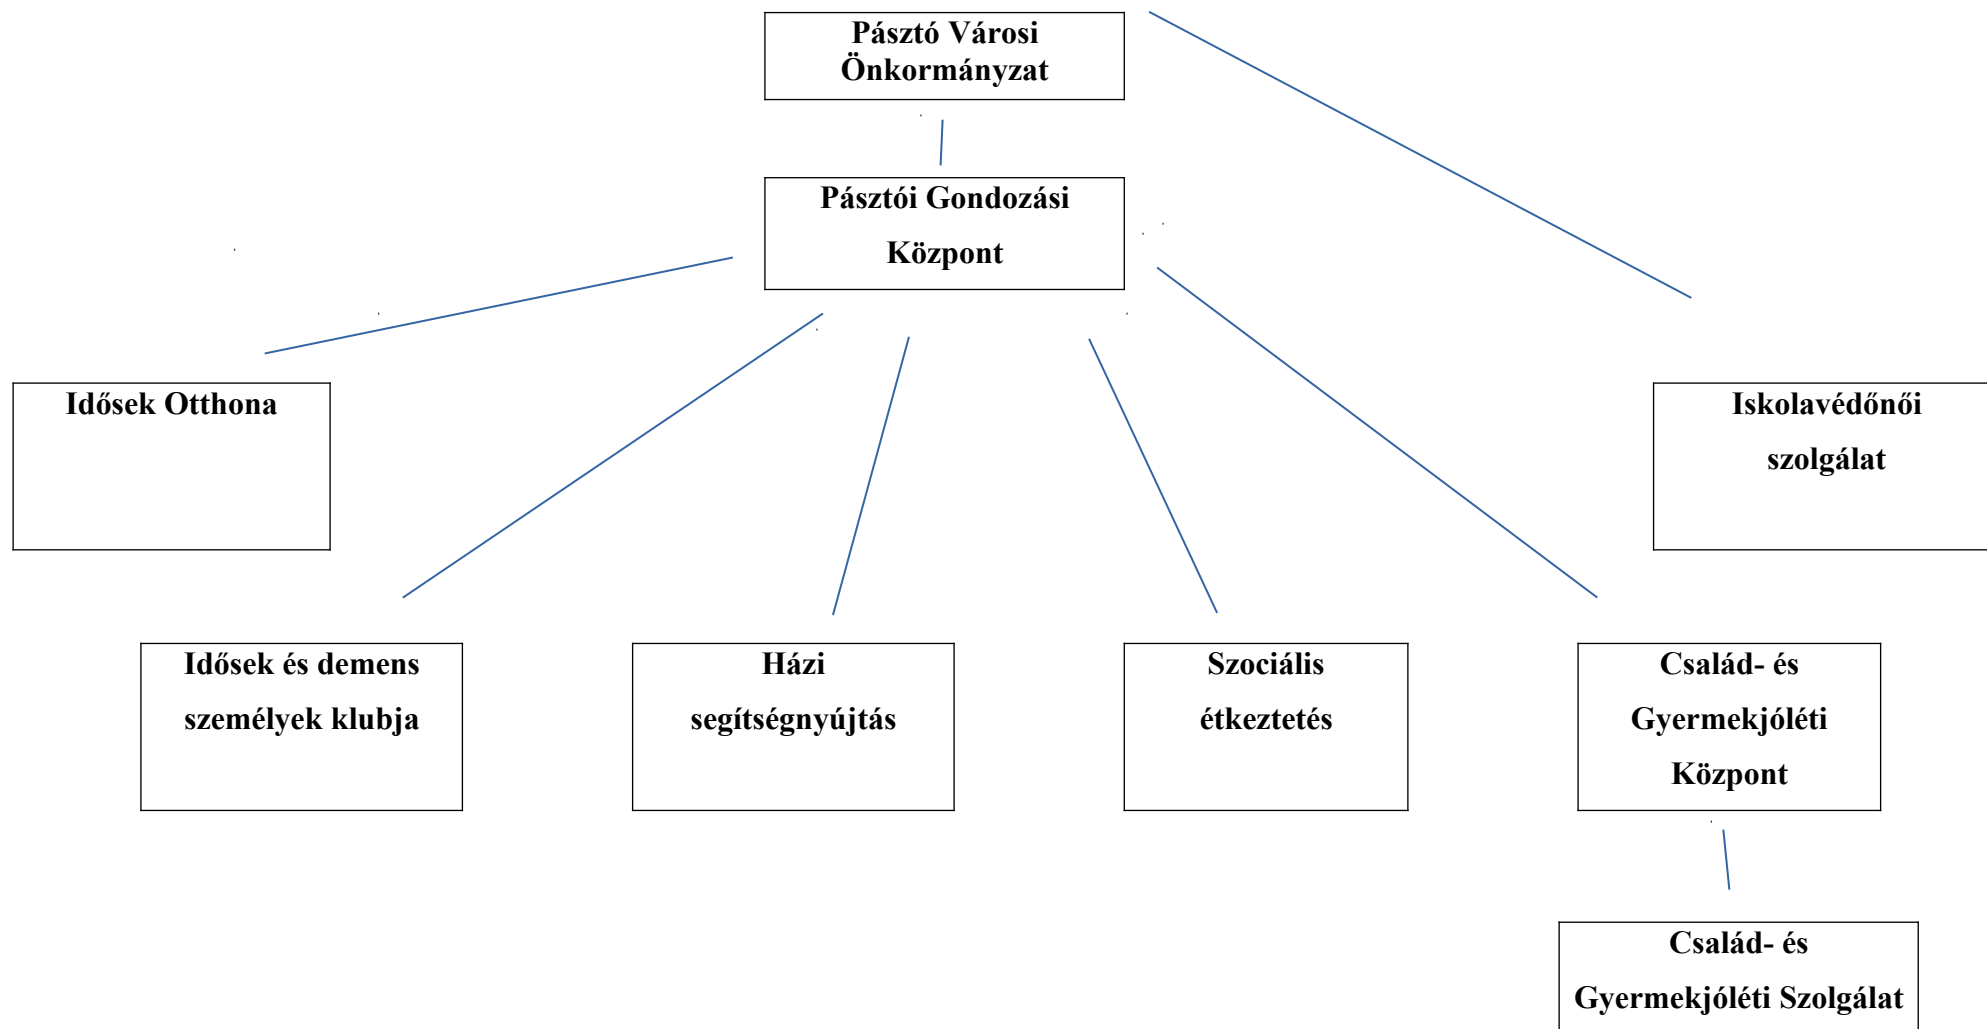 Pásztó Városi
Önkormányzat
Pásztói Gondozási
Központ
Idősek Otthona
Iskolavédőnői
szolgálat
Idősek és demens
személyek klubja
Házi
segítségnyújtás
Szociális
étkeztetés
Család- és
Gyermekjóléti
Központ
Család- és
Gyermekjóléti Szolgálat